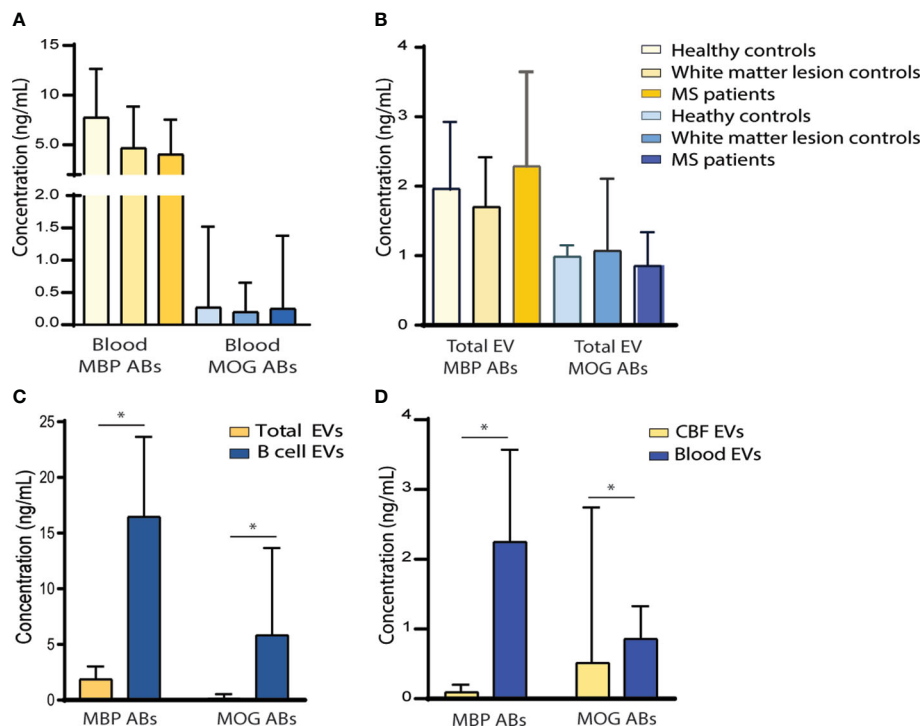 A
Concentration (ng/mL)
15
10
5.0
2.0
1.5
1.0
0.5
0.0
Blood
MBP ABs
Blood
MOG ABs
B
Concentration (ng/mL)
4
3
2
1
0
Total EV
MBP ABs
Total EV
MOG ABs
Healthy controls
White matter lesion controls
MS patients
Heathy controls
White matter lesion controls
MS patients
C
Concentration (ng/mL)
25
20
15
10
5
0
*
*
Total EVs
B cell EVs
MBP ABs
MOG ABs
D
Concentration (ng/mL)
4
3
2
1
0
*
*
CBF EVs
Blood EVs
MBP ABs
MOG ABs